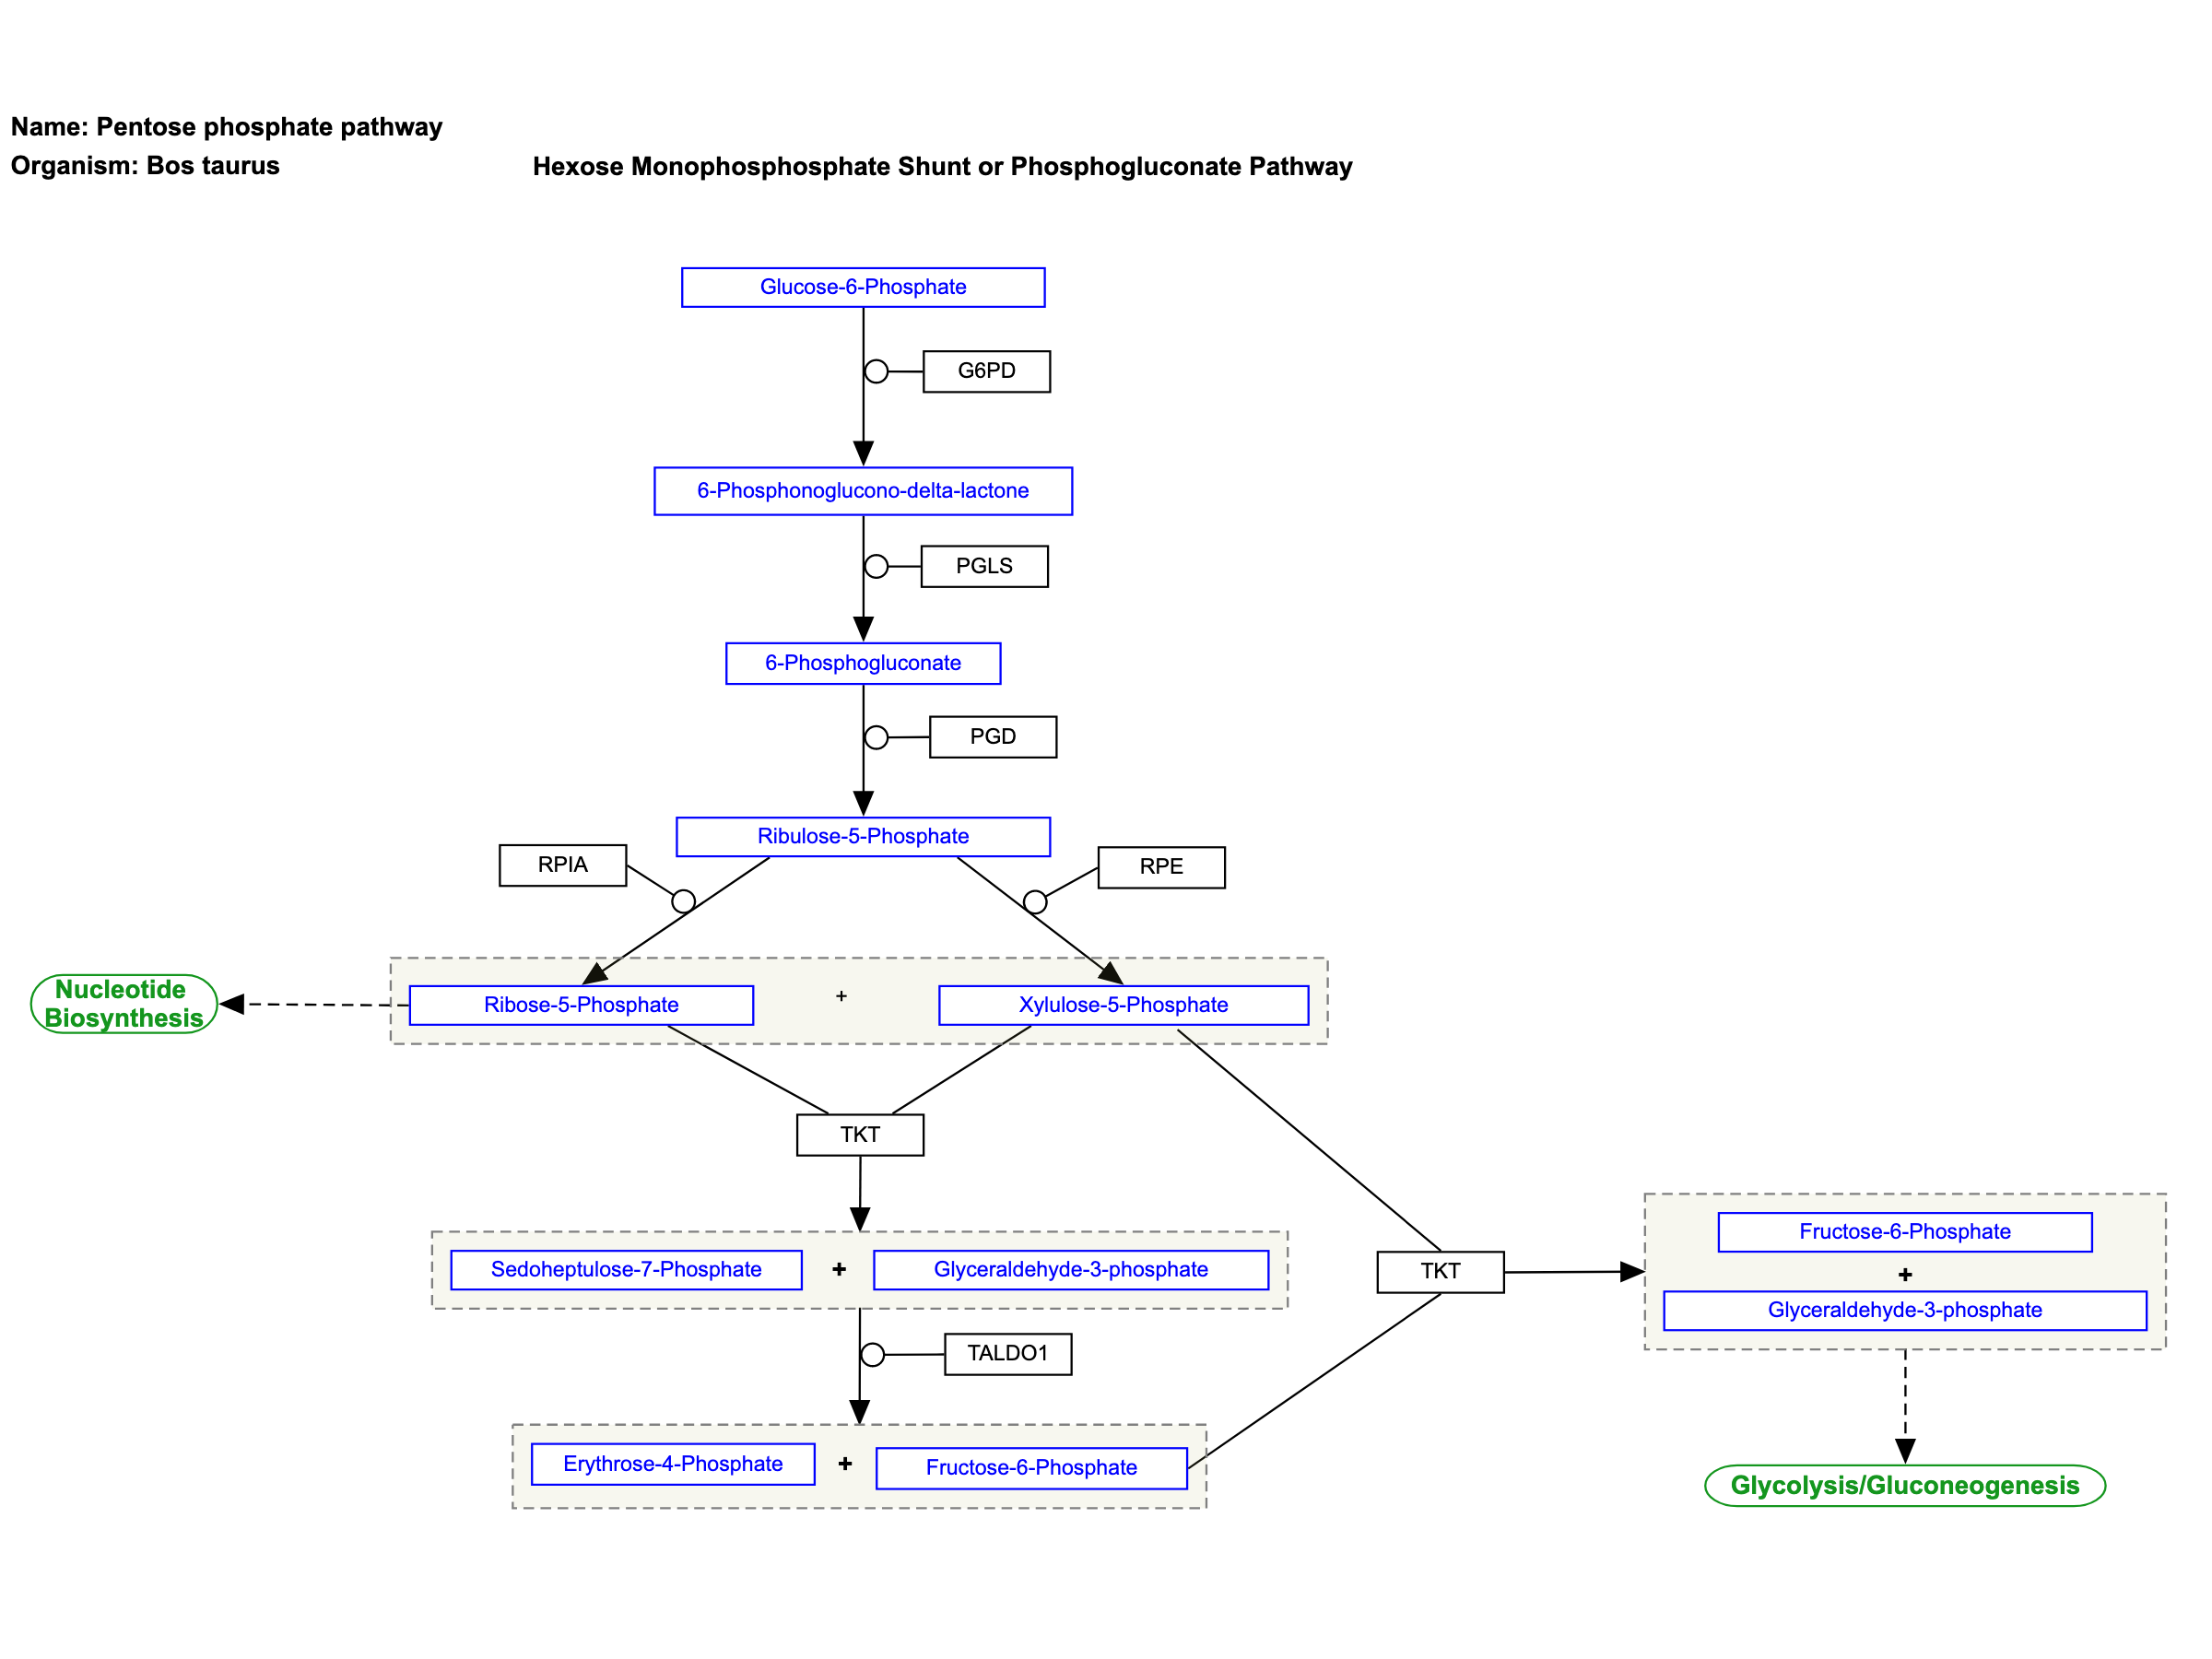 Name: Pentose phosphate pathway
Organism: Bos taurus
Hexose Monophosphosphate Shunt or Phosphogluconate Pathway
Glucose-6-Phosphate
G6PD
6-Phosphonoglucono-delta-lactone
PGLS
6-Phosphogluconate
PGD
Ribulose-5-Phosphate
RPIA
RPE
Nucleotide
Biosynthesis
Ribose-5-Phosphate
+
Xylulose-5-Phosphate
TKT
Sedoheptulose-7-Phosphate
+
Glyceraldehyde-3-phosphate
TKT
Fructose-6-Phosphate
+
Glyceraldehyde-3-phosphate
TALDO1
Erythrose-4-Phosphate
+
Fructose-6-Phosphate
Glycolysis/Gluconeogenesis